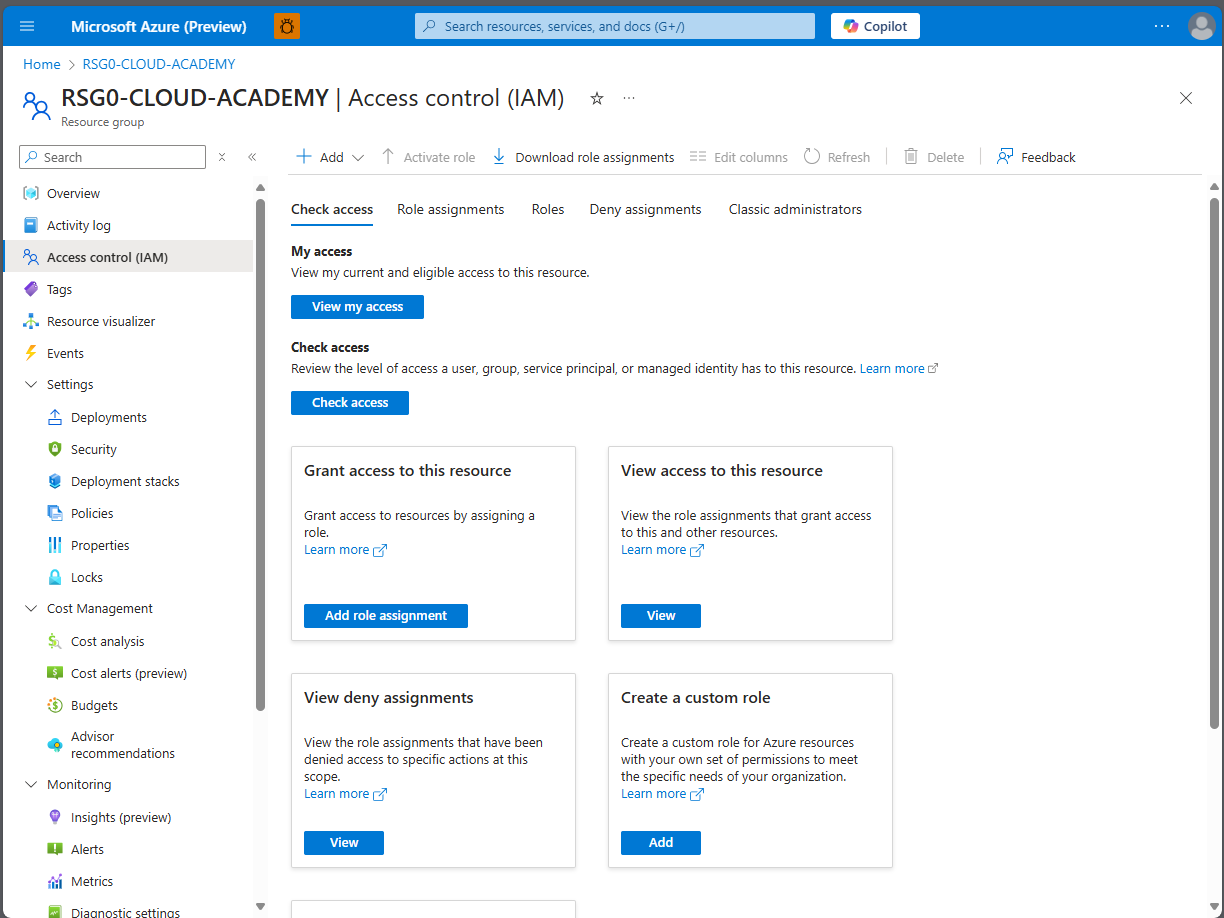 Microsoft Azure (Preview)
Search resources, services, and docs (G+/)
Copilot
Home > RSG0-CLOUD-ACADEMY
RSG0-CLOUD-ACADEMY | Access control (IAM)
Resource group
Search
Overview
Activity log
Access control (IAM)
Tags
Resource visualizer
Events
Settings
Deployments
Security
Deployment stacks
Policies
Properties
Locks
Cost Management
Cost analysis
Cost alerts (preview)
Budgets
Advisor
recommendations
Monitoring
Insights (preview)
Alerts
Metrics
Diagnostic settings
Add Activate role Download role assignments Edit columns Refresh Delete Feedback
Check access Role assignments Roles Deny assignments Classic administrators
My access
View my current and eligible access to this resource.
View my access
Check access
Review the level of access a user, group, service principal, or managed identity has to this resource. Learn more
Check access
Grant access to this resource
Grant access to resources by assigning a
role.
Learn more
Add role assignment
View access to this resource
View the role assignments that grant access
to this and other resources.
Learn more
View
View deny assignments
View the role assignments that have been
denied access to specific actions at this
scope.
Learn more
View
Create a custom role
Create a custom role for Azure resources
with your own set of permissions to meet
the specific needs of your organization.
Learn more
Add